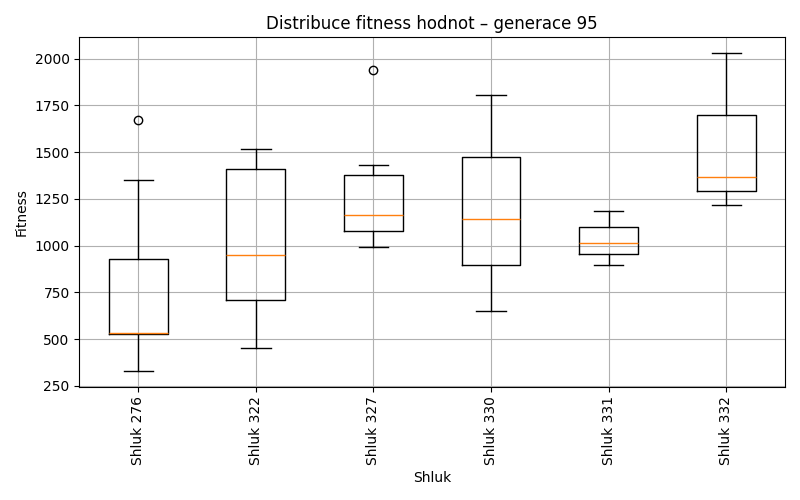 Distribuce fitness hodnot – generace 95
Fitness
2000
1750
1500
1250
1000
750
500
250
Shluk 276
Shluk 322
Shluk 327
Shluk 330
Shluk 331
Shluk 332
Shluk